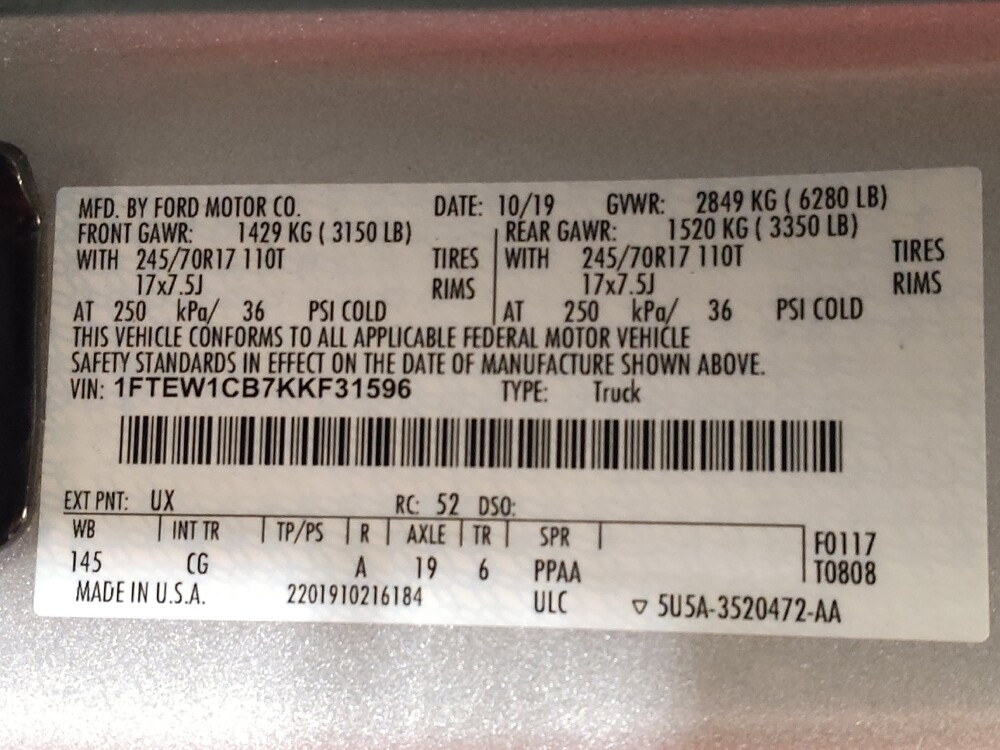 MFD. BY FORD MOTOR CO. DATE: 10/19 GVWR: 2849 KG ( 6280 LB)
FRONT GAWR: 1429 KG ( 3150 LB) REAR GAWR: 1520 KG ( 3350 LB)
WITH 245/70R17 110T TIRES WITH 245/70R17 110T TIRES
17x7.5J RIMS 17x7.5J RIMS
AT 250 kPa/ 36 PSI COLD AT 250 kPa/ 36 PSI COLD
THIS VEHICLE CONFORMS TO ALL APPLICABLE FEDERAL MOTOR VEHICLE
SAFETY STANDARDS IN EFFECT ON THE DATE OF MANUFACTURE SHOWN ABOVE.
VIN: 1FTEW1CB7KKF31596 TYPE: Truck
EXT PNT: UX RC: 52 DSO:
WB INT TR TP/PS R AXLE TR SPR F0117
145 CG A 19 6 PPAA T0808
MADE IN U.S.A. 2201910216184 ULC ▽ 5U5A-3520472-AA